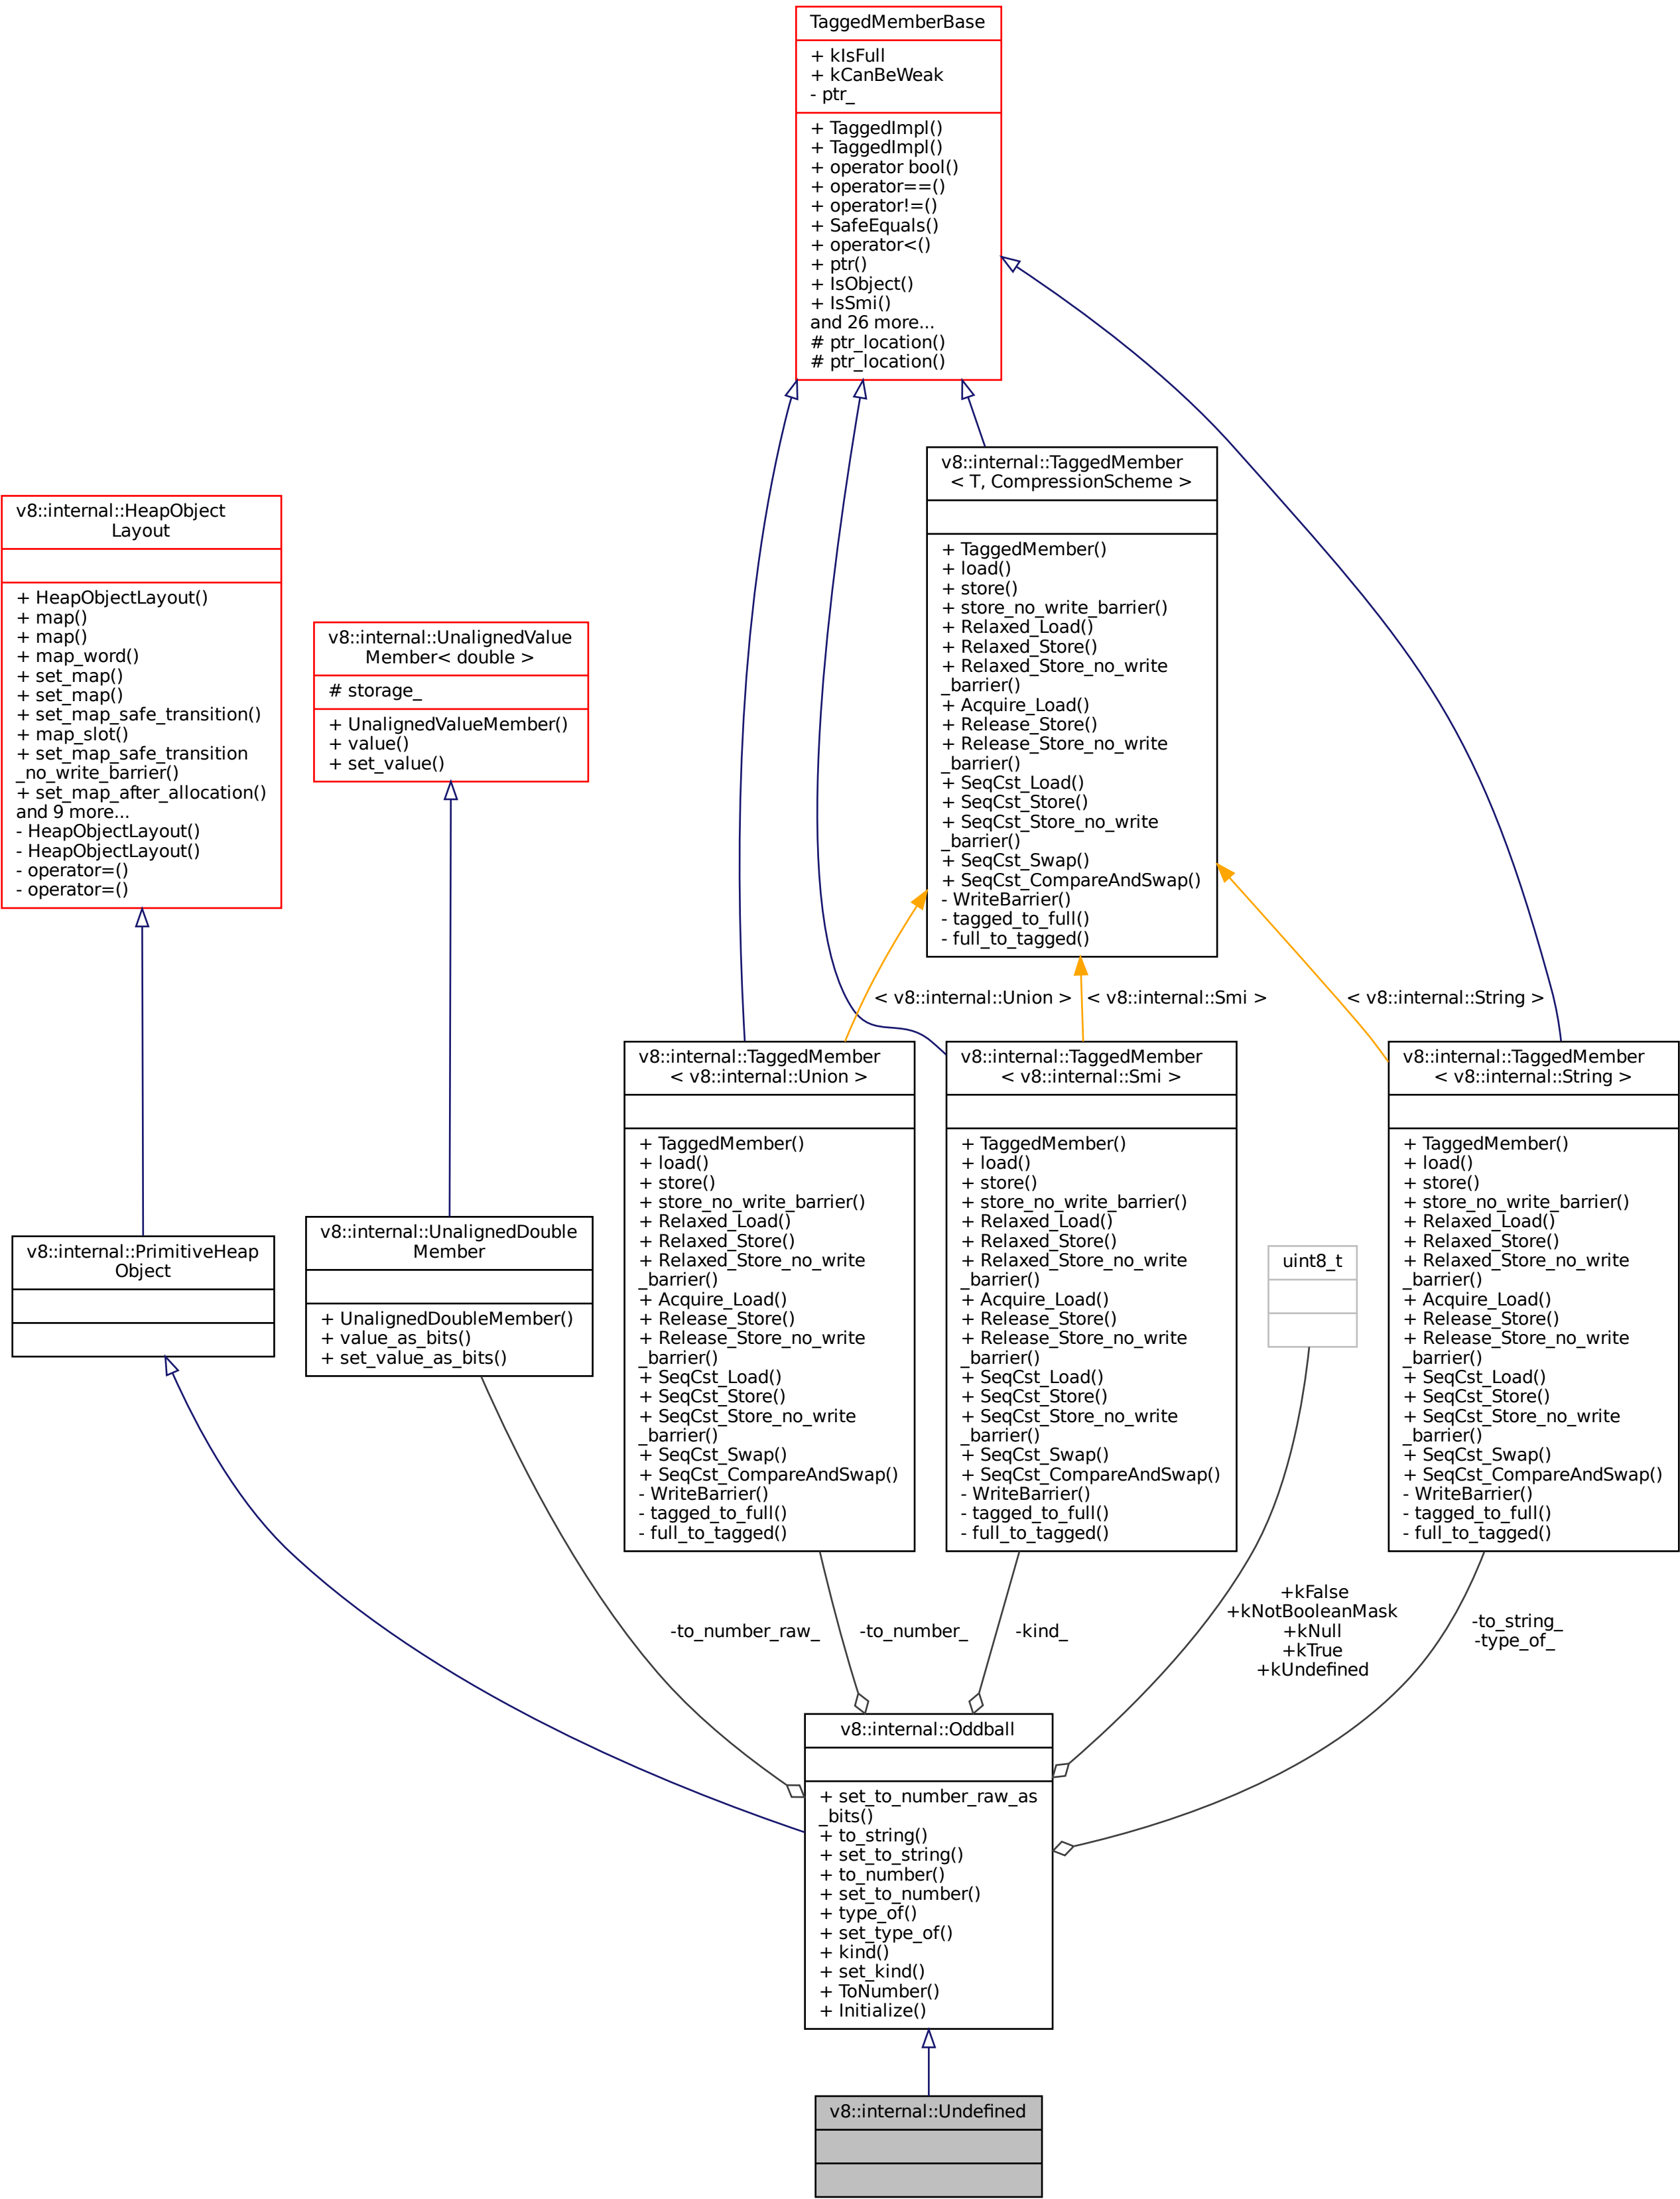 TaggedMemberBase
+ kIsFull
+ kCanBeWeak
- ptr_
+ TaggedImpl()
+ TaggedImpl()
+ operator bool()
+ operator==()
+ operator!=()
+ SafeEquals()
+ operator<()
+ ptr()
+ IsObject()
+ IsSmi()
and 26 more...
# ptr_location()
# ptr_location()
v8::internal::TaggedMember
< T, CompressionScheme >
+ TaggedMember()
+ load()
+ store()
+ store_no_write_barrier()
+ Relaxed_Load()
+ Relaxed_Store()
+ Relaxed_Store_no_write
_barrier()
+ Acquire_Load()
+ Release_Store()
+ Release_Store_no_write
_barrier()
+ SeqCst_Load()
+ SeqCst_Store()
+ SeqCst_Store_no_write
_barrier()
+ SeqCst_Swap()
+ SeqCst_CompareAndSwap()
- WriteBarrier()
- tagged_to_full()
- full_to_tagged()
v8::internal::HeapObject
Layout
+ HeapObjectLayout()
+ map()
+ map()
+ map_word()
+ set_map()
+ set_map()
+ set_map_safe_transition()
+ map_slot()
+ set_map_safe_transition
_no_write_barrier()
+ set_map_after_allocation()
and 9 more...
- HeapObjectLayout()
- HeapObjectLayout()
- operator=()
- operator=()
v8::internal::UnalignedValue
Member< double >
# storage_
+ UnalignedValueMember()
+ value()
+ set_value()
< v8::internal::Union >
< v8::internal::Smi >
< v8::internal::String >
v8::internal::PrimitiveHeap
Object
v8::internal::UnalignedDouble
Member
+ UnalignedDoubleMember()
+ value_as_bits()
+ set_value_as_bits()
v8::internal::TaggedMember
< v8::internal::Union >
+ TaggedMember()
+ load()
+ store()
+ store_no_write_barrier()
+ Relaxed_Load()
+ Relaxed_Store()
+ Relaxed_Store_no_write
_barrier()
+ Acquire_Load()
+ Release_Store()
+ Release_Store_no_write
_barrier()
+ SeqCst_Load()
+ SeqCst_Store()
+ SeqCst_Store_no_write
_barrier()
+ SeqCst_Swap()
+ SeqCst_CompareAndSwap()
- WriteBarrier()
- tagged_to_full()
- full_to_tagged()
v8::internal::TaggedMember
< v8::internal::Smi >
+ TaggedMember()
+ load()
+ store()
+ store_no_write_barrier()
+ Relaxed_Load()
+ Relaxed_Store()
+ Relaxed_Store_no_write
_barrier()
+ Acquire_Load()
+ Release_Store()
+ Release_Store_no_write
_barrier()
+ SeqCst_Load()
+ SeqCst_Store()
+ SeqCst_Store_no_write
_barrier()
+ SeqCst_Swap()
+ SeqCst_CompareAndSwap()
- WriteBarrier()
- tagged_to_full()
- full_to_tagged()
uint8_t
v8::internal::TaggedMember
< v8::internal::String >
+ TaggedMember()
+ load()
+ store()
+ store_no_write_barrier()
+ Relaxed_Load()
+ Relaxed_Store()
+ Relaxed_Store_no_write
_barrier()
+ Acquire_Load()
+ Release_Store()
+ Release_Store_no_write
_barrier()
+ SeqCst_Load()
+ SeqCst_Store()
+ SeqCst_Store_no_write
_barrier()
+ SeqCst_Swap()
+ SeqCst_CompareAndSwap()
- WriteBarrier()
- tagged_to_full()
- full_to_tagged()
-to_number_raw_
-to_number_
-kind_
+kFalse
+kNotBooleanMask
+kNull
+kTrue
+kUndefined
-to_string_
-type_of_
v8::internal::Oddball
+ set_to_number_raw_as
_bits()
+ to_string()
+ set_to_string()
+ to_number()
+ set_to_number()
+ type_of()
+ set_type_of()
+ kind()
+ set_kind()
+ ToNumber()
+ Initialize()
v8::internal::Undefined